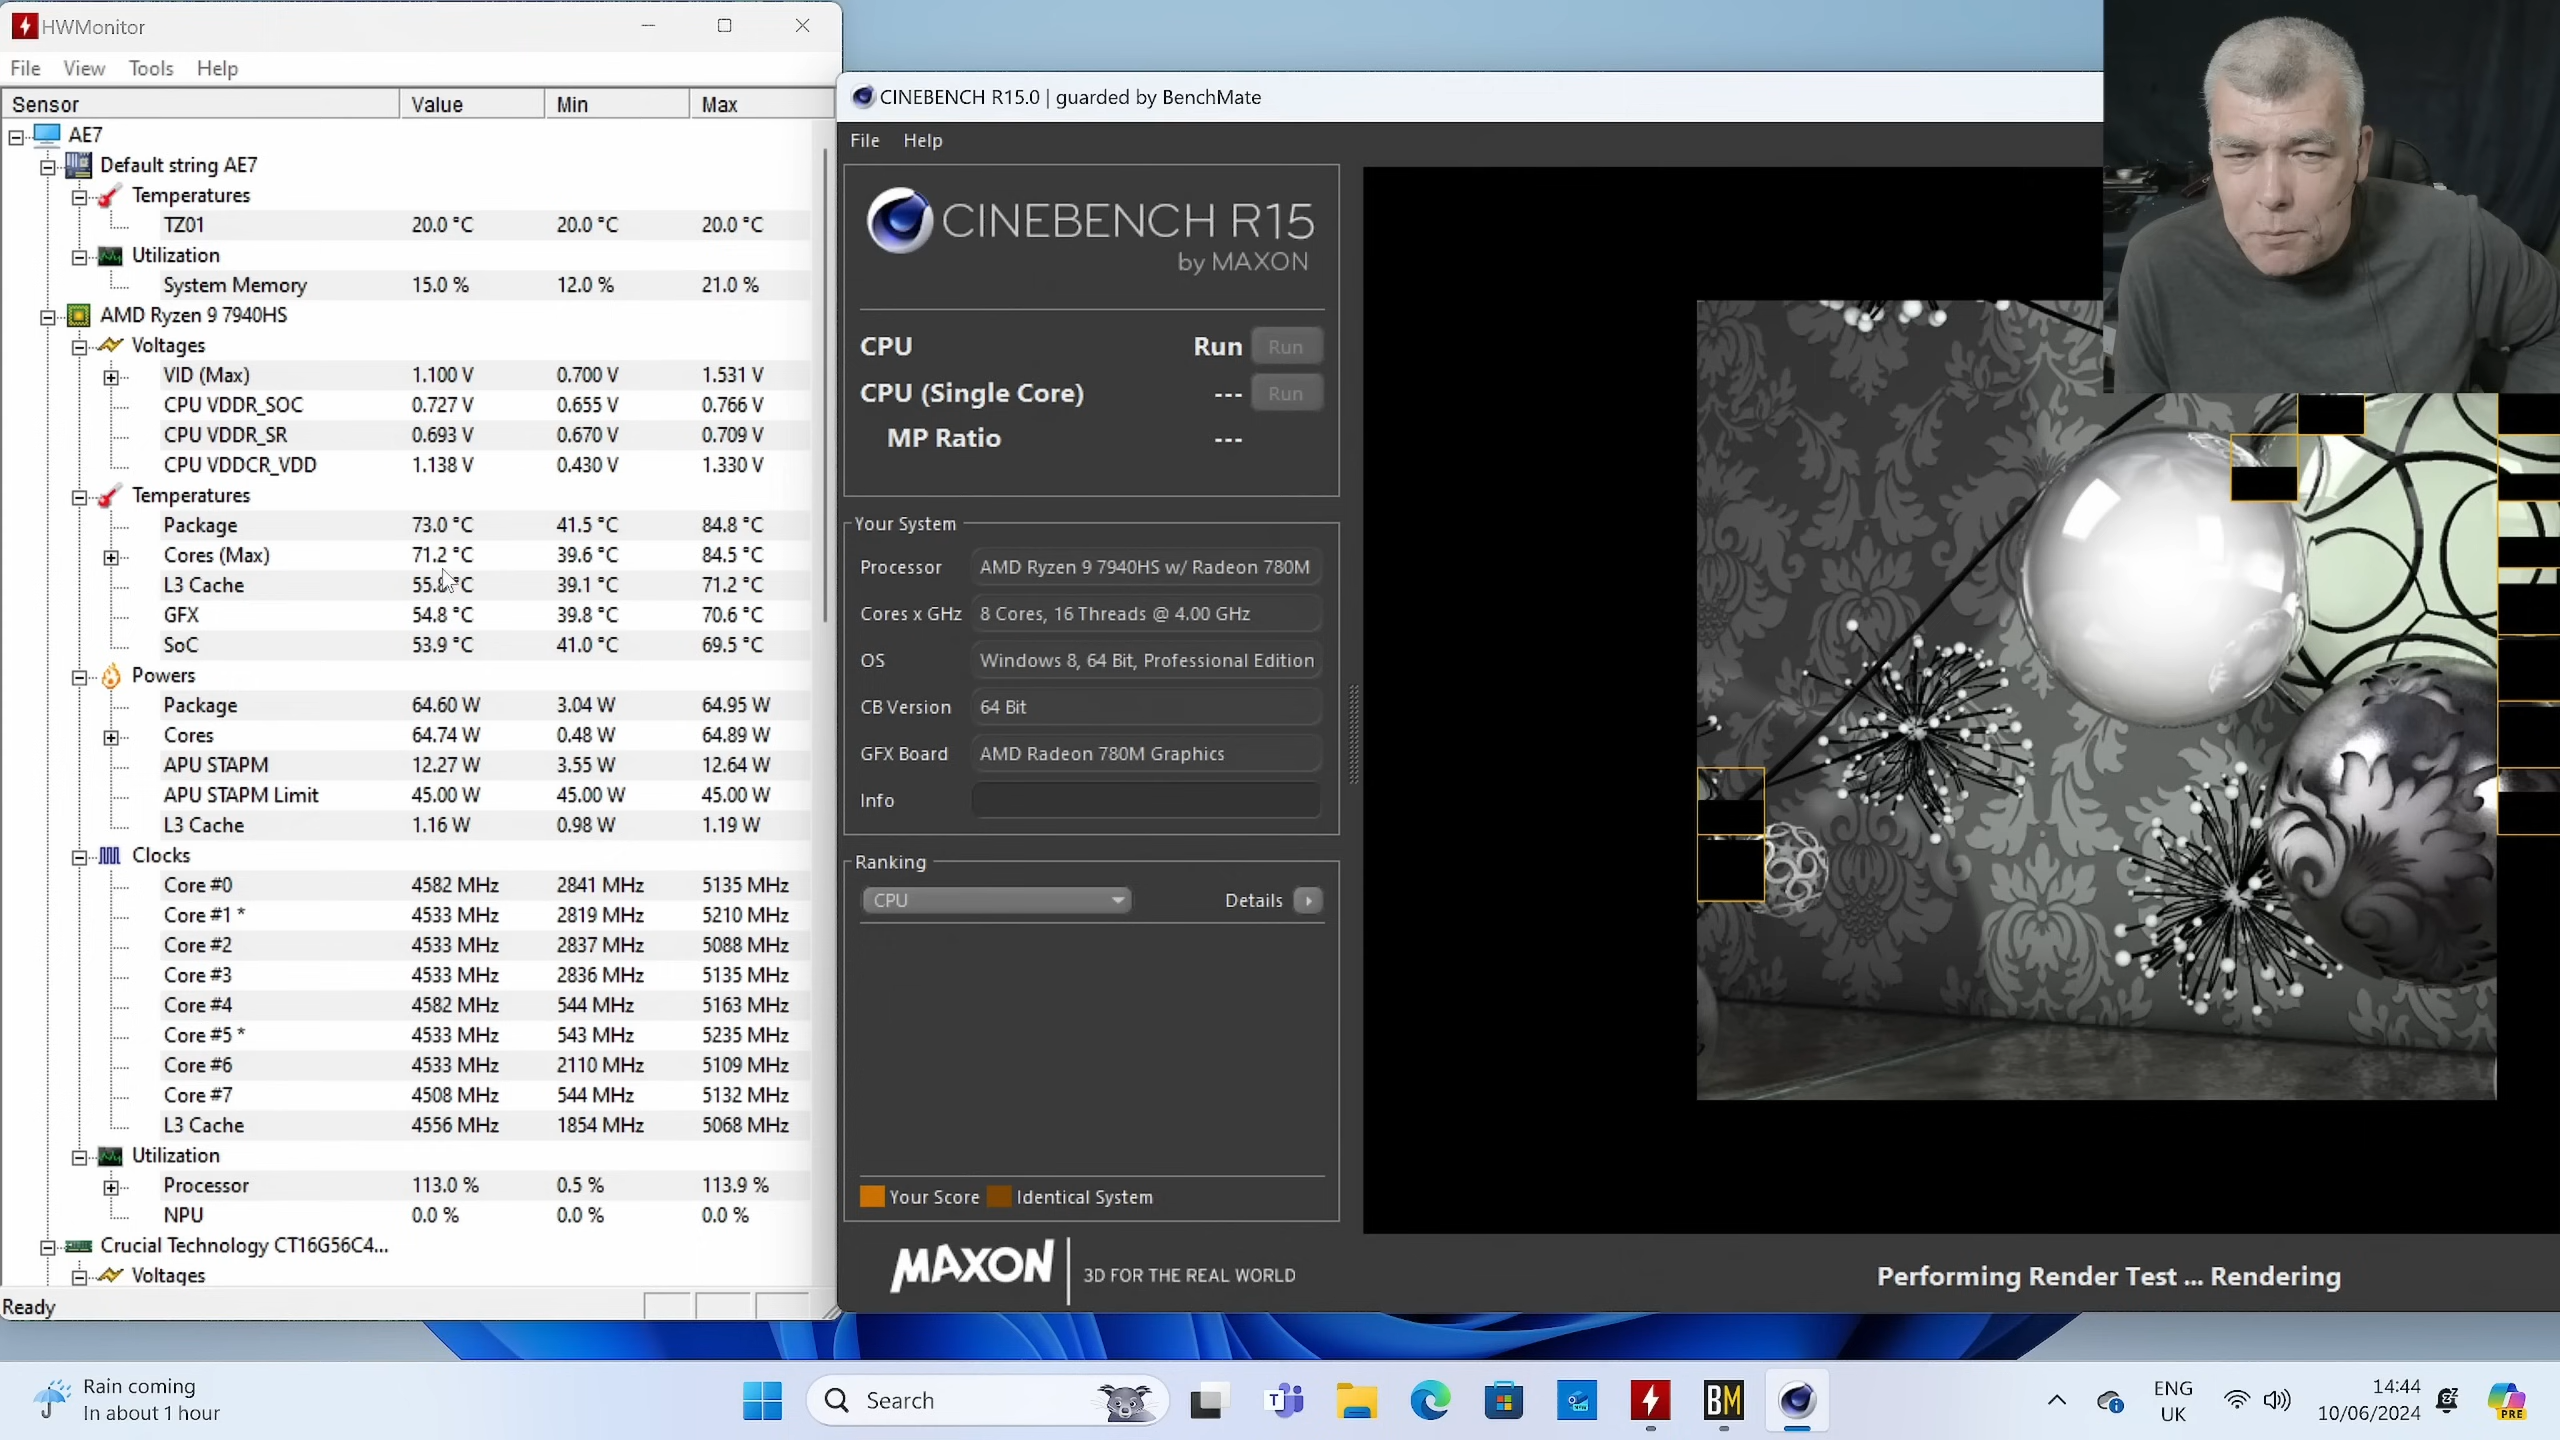 HWMonitor
File View Tools Help
Sensor Value Min Max
AE7
Default string AE7
Temperatures
TZ01 20.0 °C 20.0 °C 20.0 °C
Utilization
System Memory 15.0 % 12.0 % 21.0 %
AMD Ryzen 9 7940HS
Voltages
VID (Max) 1.100 V 0.700 V 1.531 V
CPU VDDR_SOC 0.727 V 0.655 V 0.766 V
CPU VDDR_SR 0.693 V 0.670 V 0.709 V
CPU VDDCR_VDD 1.138 V 0.430 V 1.330 V
Temperatures
Package 73.0 °C 41.5 °C 84.8 °C
Cores (Max) 71.2 °C 39.6 °C 84.5 °C
L3 Cache 55.8 °C 39.1 °C 71.2 °C
GFX 54.8 °C 39.8 °C 70.6 °C
SoC 53.9 °C 41.0 °C 69.5 °C
Powers
Package 64.60 W 3.04 W 64.95 W
Cores 64.74 W 0.48 W 64.89 W
APU STAPM 12.27 W 3.55 W 12.64 W
APU STAPM Limit 45.00 W 45.00 W 45.00 W
L3 Cache 1.16 W 0.98 W 1.19 W
Clocks
Core #0 4582 MHz 2841 MHz 5135 MHz
Core #1 * 4533 MHz 2819 MHz 5210 MHz
Core #2 4533 MHz 2837 MHz 5088 MHz
Core #3 4533 MHz 2836 MHz 5135 MHz
Core #4 4582 MHz 544 MHz 5163 MHz
Core #5 * 4533 MHz 543 MHz 5235 MHz
Core #6 4533 MHz 2110 MHz 5109 MHz
Core #7 4508 MHz 544 MHz 5132 MHz
L3 Cache 4556 MHz 1854 MHz 5068 MHz
Utilization
Processor 113.0 % 0.5 % 113.9 %
NPU 0.0 % 0.0 % 0.0 %
Crucial Technology CT16G56C4...
Voltages
Ready
CINEBENCH R15.0 | guarded by BenchMate
File Help
CINEBENCH R15
by MAXON
CPU Run Run
CPU (Single Core) --- Run
MP Ratio ---
Your System
Processor AMD Ryzen 9 7940HS w/ Radeon 780M
Cores x GHz 8 Cores, 16 Threads @ 4.00 GHz
OS Windows 8, 64 Bit, Professional Edition
CB Version 64 Bit
GFX Board AMD Radeon 780M Graphics
Info
Ranking
CPU Details
Your Score Identical System
MAXON 3D FOR THE REAL WORLD
Performing Render Test ... Rendering
Rain coming
In about 1 hour
Search
T
BM
ENG
UK
14:44
10/06/2024
PRE